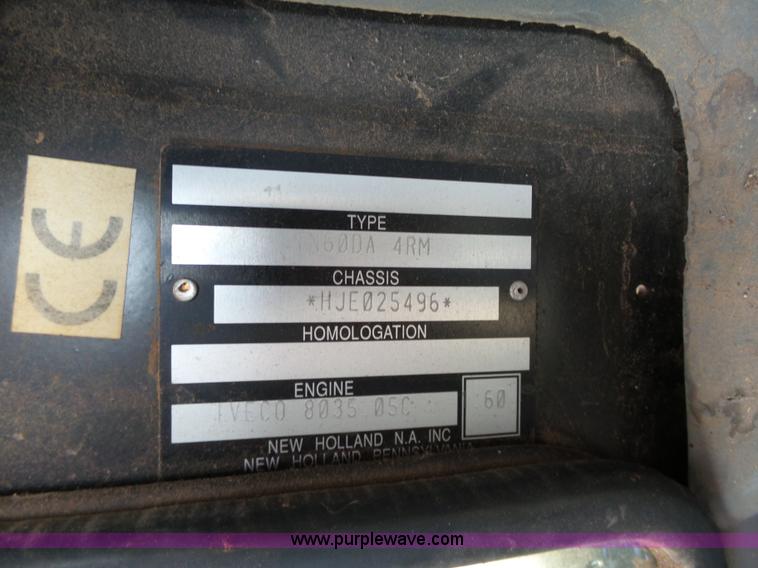 CE
TYPE
4RM
CHASSIS
*HJE025496*
HOMOLOGATION
ENGINE
IVECO 8035 05C
60
NEW HOLLAND N.A. INC
NEW HOLLAND, PENNSYLVANIA
www.purplewave.com